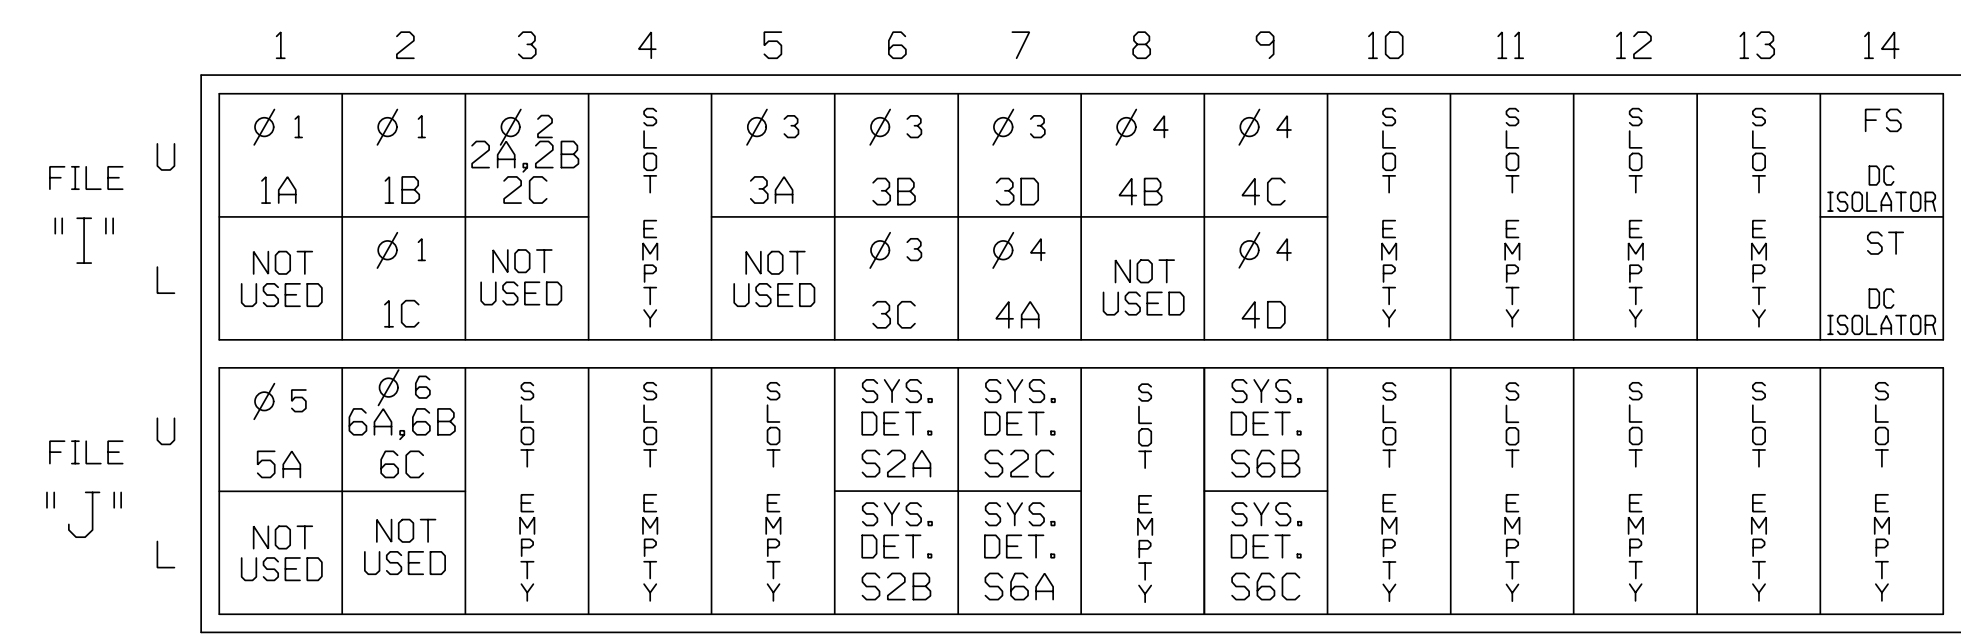 1 2 3 4 5 6 7 8 9 10 11 12 13 14
FILE "I"
U
L
Ø 1
1A
NOT
USED
Ø 1
1B
Ø 1
1C
Ø 2
2A,2B
2C
NOT
USED
SLOT EMPTY
Ø 3
3A
NOT
USED
Ø 3
3B
Ø 3
3C
Ø 3
3D
Ø 4
4A
Ø 4
4B
NOT
USED
Ø 4
4C
Ø 4
4D
SLOT EMPTY
SLOT EMPTY
SLOT EMPTY
SLOT EMPTY
FS
DC
ISOLATOR
ST
DC
ISOLATOR
FILE "J"
U
L
Ø 5
5A
NOT
USED
Ø 6
6A,6B
6C
NOT
USED
SLOT EMPTY
SLOT EMPTY
SLOT EMPTY
SYS.
DET.
S2A
SYS.
DET.
S2B
SYS.
DET.
S2C
SYS.
DET.
S6A
SLOT EMPTY
SYS.
DET.
S6B
SYS.
DET.
S6C
SLOT EMPTY
SLOT EMPTY
SLOT EMPTY
SLOT EMPTY
SLOT EMPTY